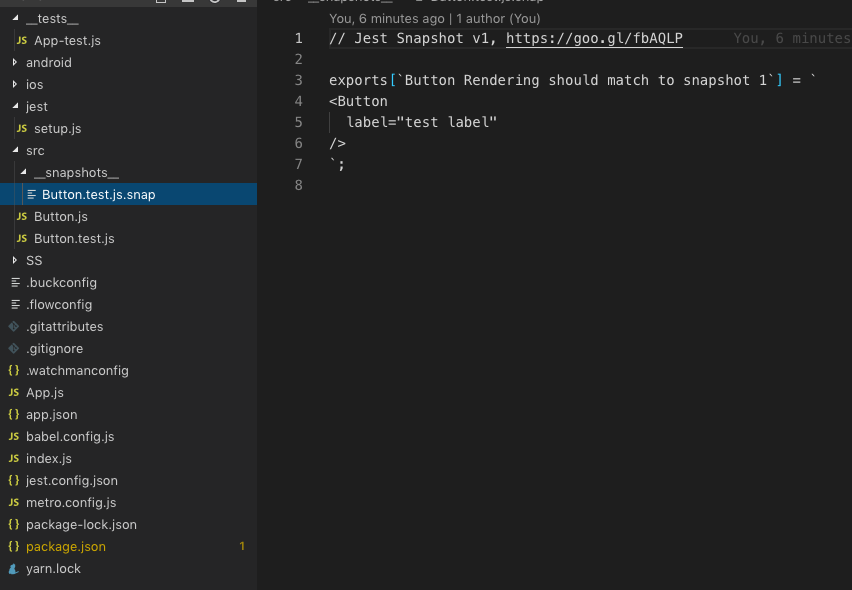 __tests__
JS App-test.js
android
ios
jest
JS setup.js
src
__snapshots__
Button.test.js.snap
JS Button.js
JS Button.test.js
SS
.buckconfig
.flowconfig
.gitattributes
.gitignore
{} .watchmanconfig
JS App.js
{} app.json
JS babel.config.js
JS index.js
{} jest.config.json
JS metro.config.js
{} package-lock.json
{} package.json 1
yarn.lock
You, 6 minutes ago | 1 author (You)
1 // Jest Snapshot v1, https://goo.gl/fbAQLP You, 6 minutes
2
3 exports[`Button Rendering should match to snapshot 1`] = `
4 <Button
5 label="test label"
6 />
7 `;
8